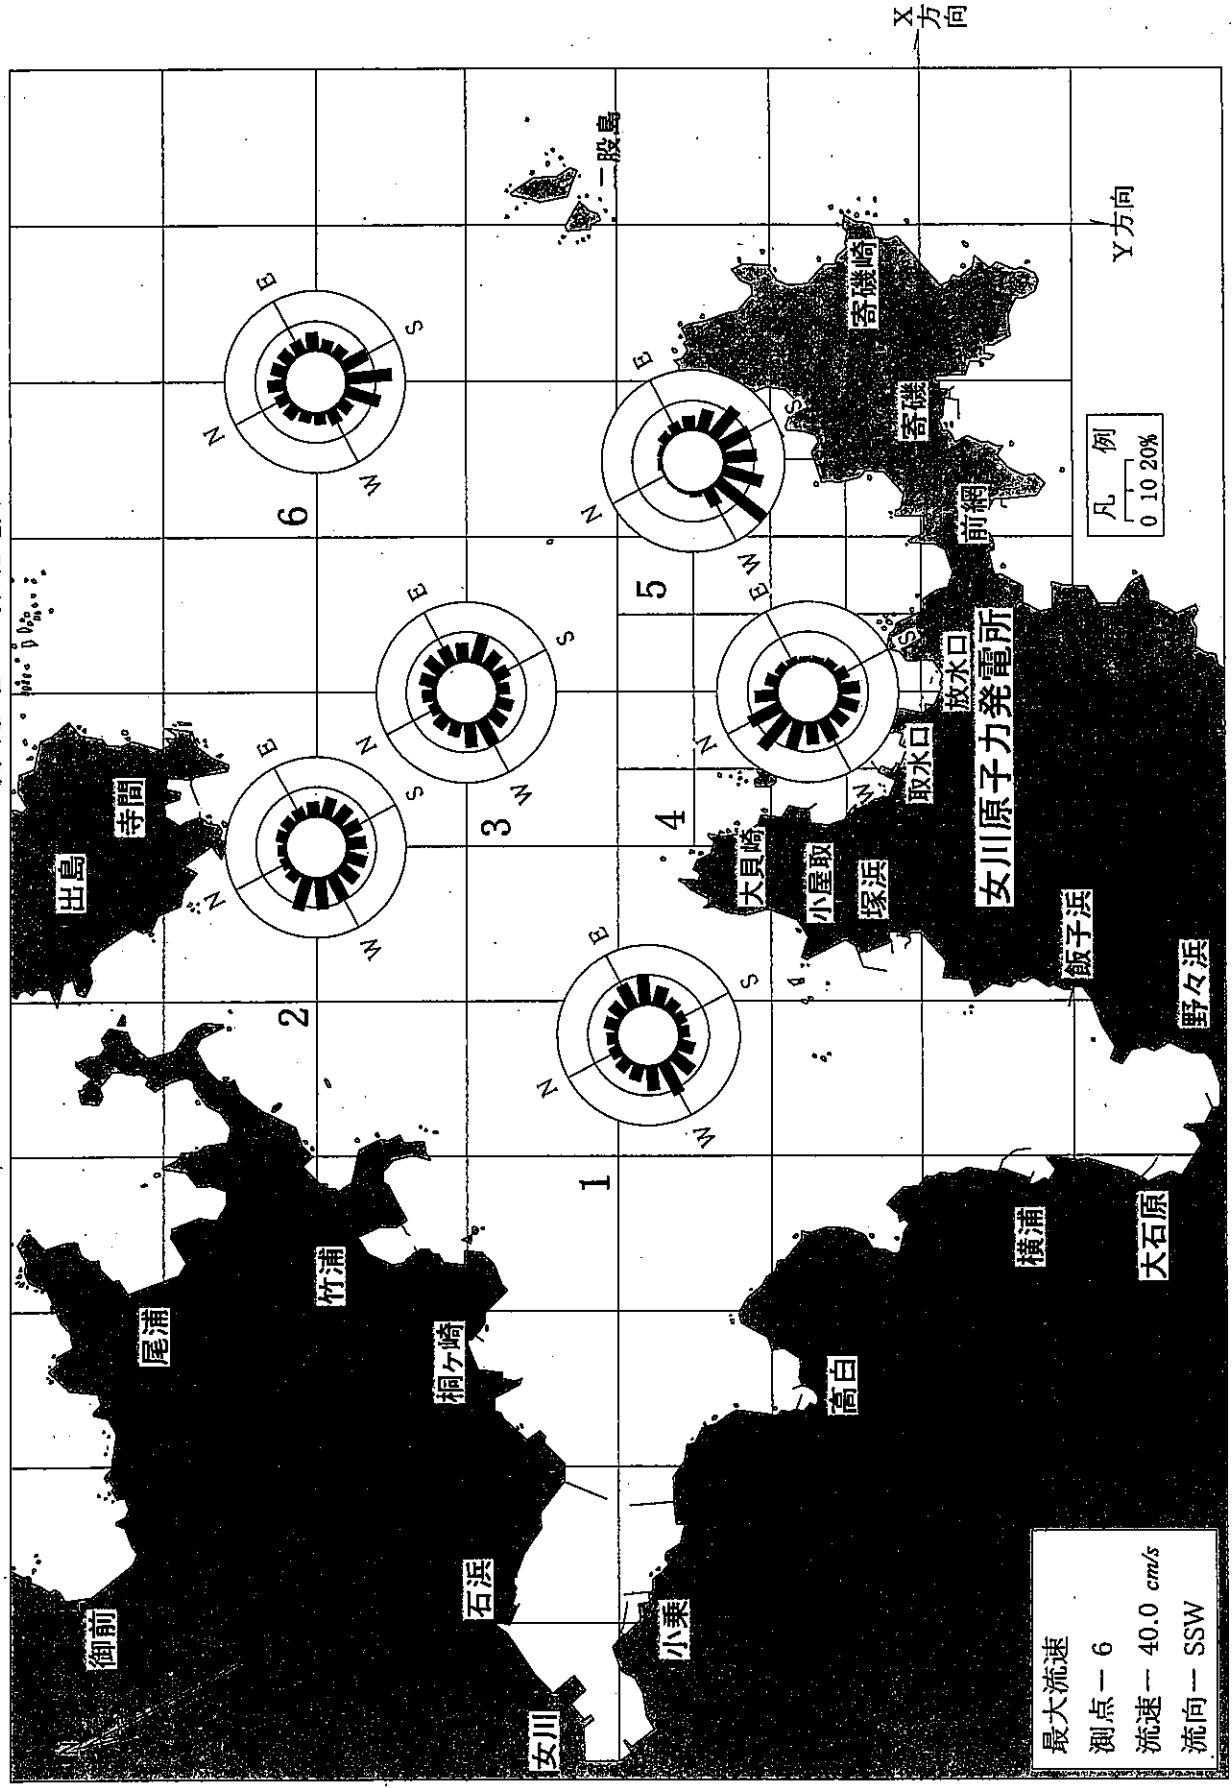 X
方
向
Y方向
二股島
出島
寺間
寄磯崎
寄磯
前網
放水口
取水口
女川原子力発電所
大貝崎
小屋取
塚浜
飯子浜
野々浜
大石原
横浦
高白
竹浦
尾浦
桐ヶ崎
石浜
小乗
御前
女川
1
N
E
S
W
2
N
E
S
W
3
N
E
S
W
4
N
E
S
W
5
N
E
S
W
6
N
E
S
W
凡 例
0 10 20%
最大流速
測点 － 6
流速 － 40.0 cm/s
流向 － SSW